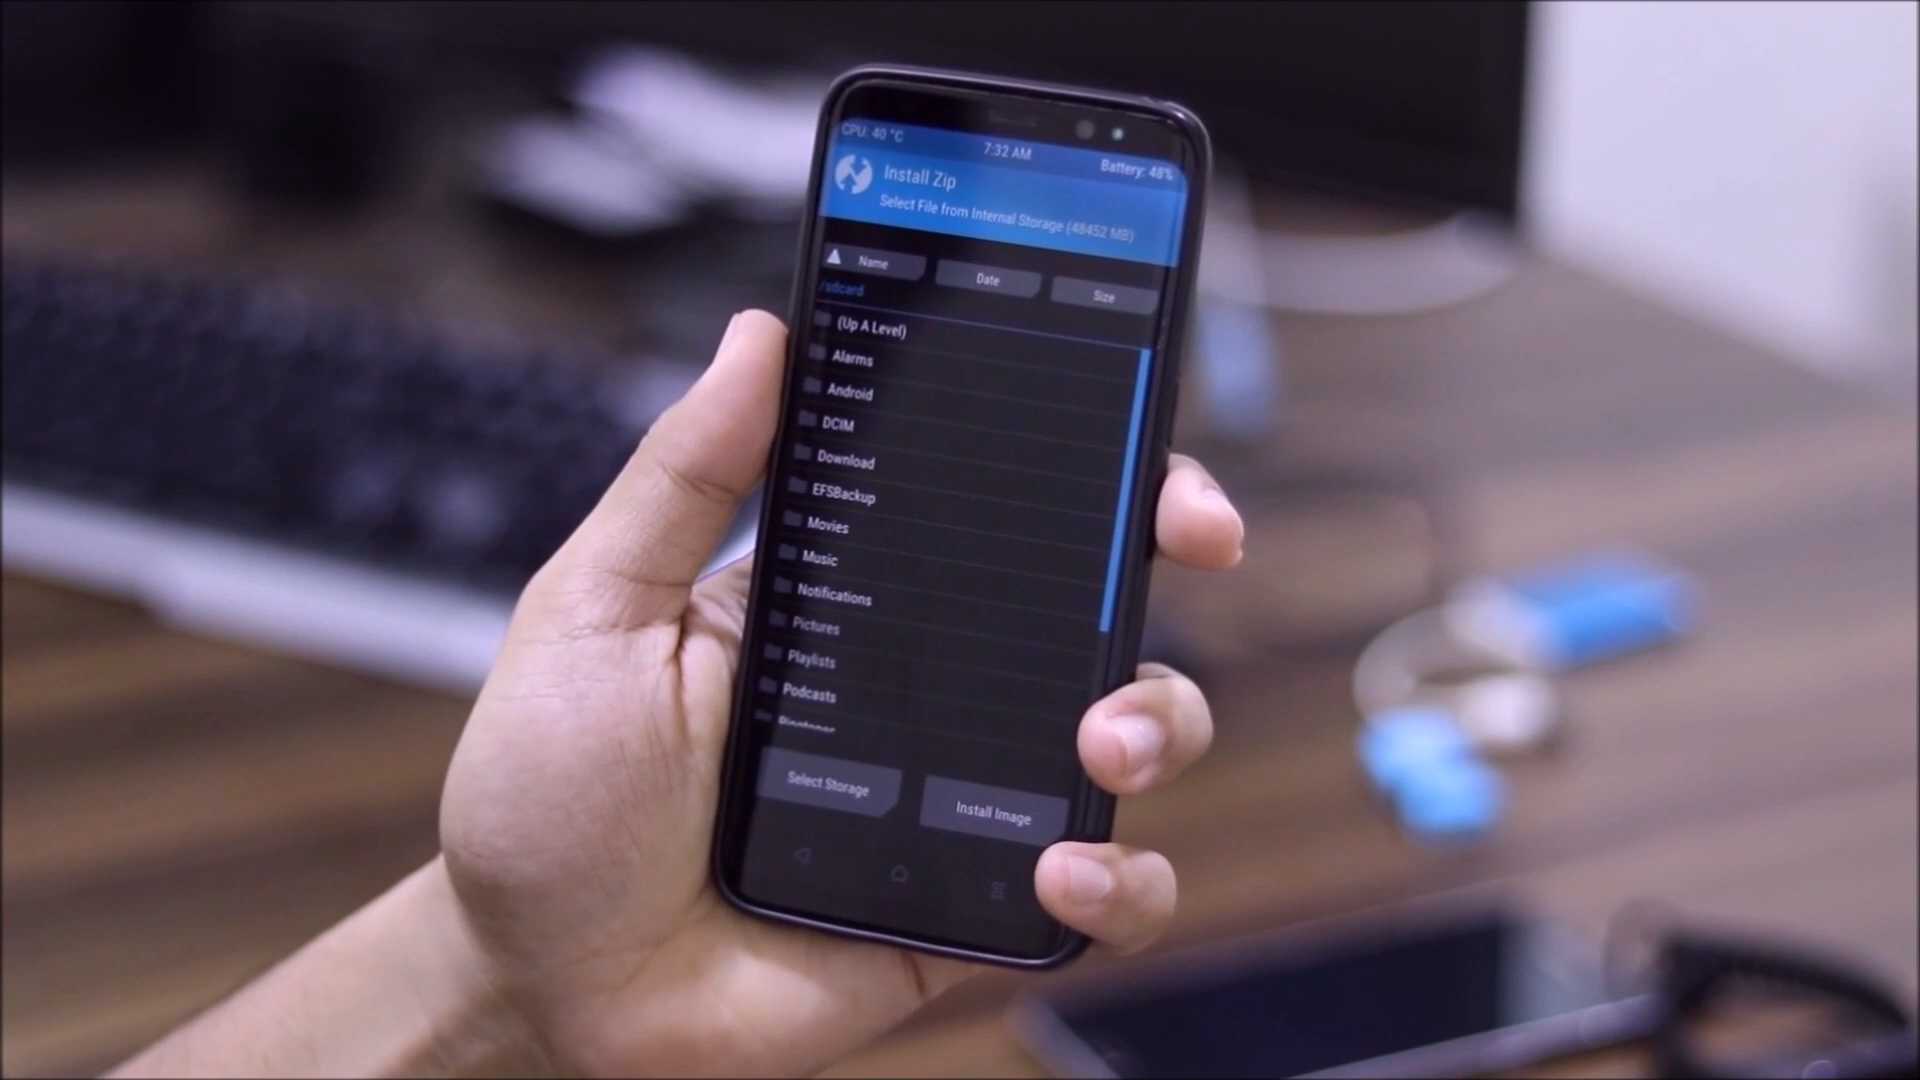 CPU: 40 °C
7:32 AM
Battery: 48%
Install Zip
Select File from Internal Storage (48452 MB)
Name
Date
Size
/sdcard
(Up A Level)
Alarms
Android
DCIM
Download
EFSBackup
Movies
Music
Notifications
Pictures
Playlists
Podcasts
Ringtones
Select Storage
Install Image